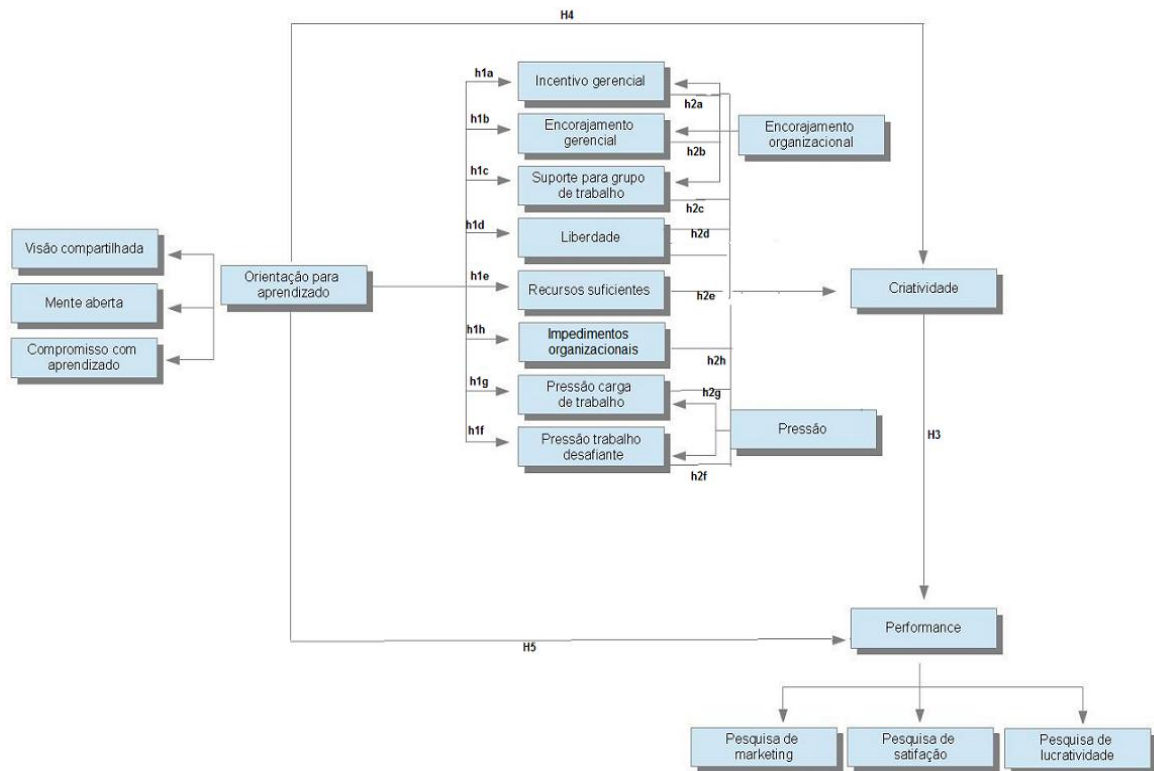 H4
h1a
Incentivo gerencial
h2a
h1b
Encorajamento
gerencial
h2b
Encorajamento
organizacional
h1c
Suporte para grupo
de trabalho
h2c
h1d
Liberdade
h2d
Visão compartilhada
Mente aberta
Compromisso com
aprendizado
Orientação para
aprendizado
h1e
Recursos suficientes
h2e
Criatividade
h1h
Impedimentos
organizacionais
h2h
h1g
Pressão carga
de trabalho
h2g
h1f
Pressão trabalho
desafiante
h2f
Pressão
H3
Performance
H5
Pesquisa de
marketing
Pesquisa de
satifação
Pesquisa de
lucratividade